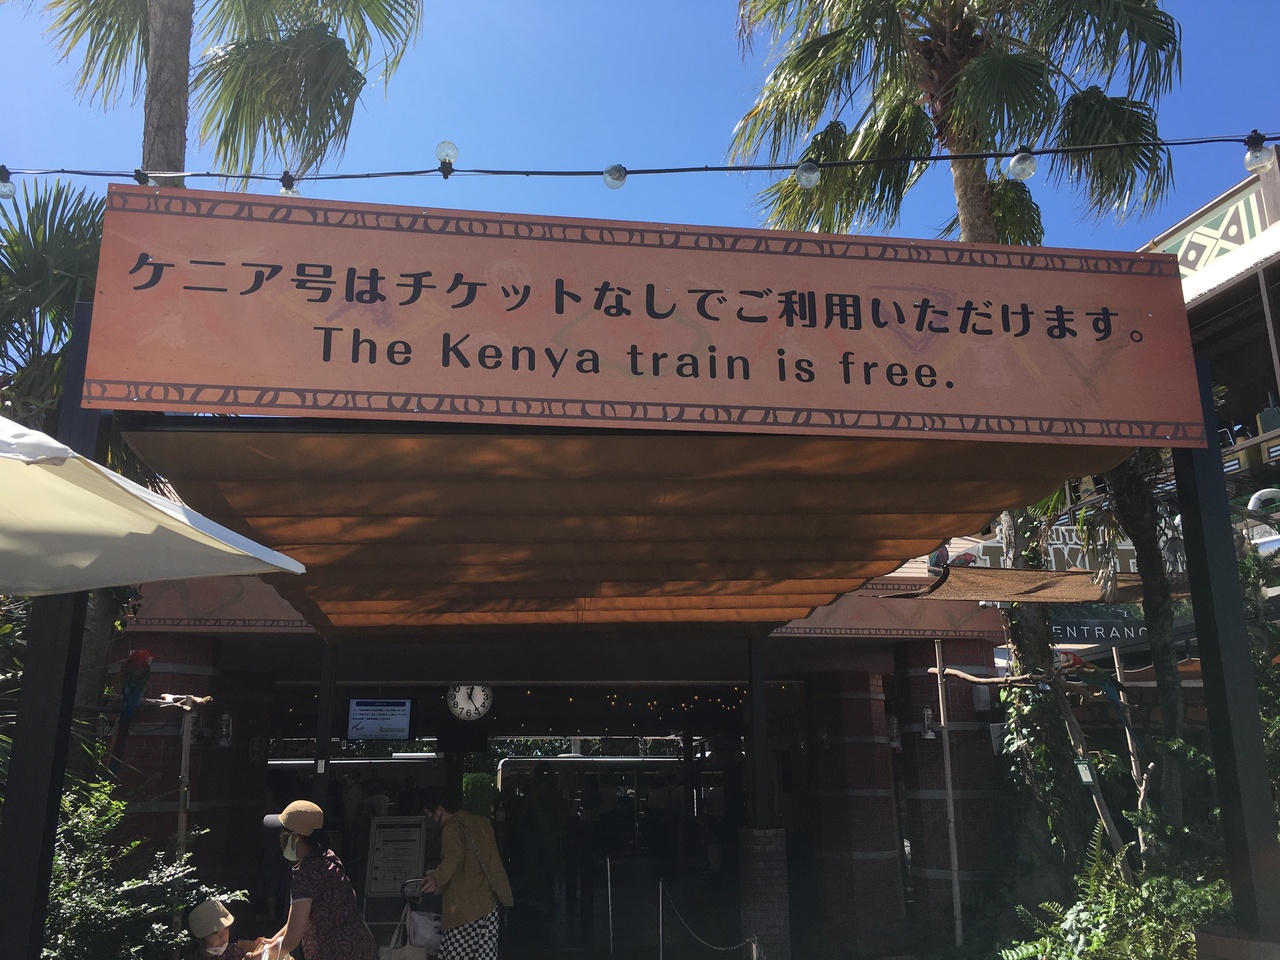 ケニア号はチケットなしでご利用いただけます。
The Kenya train is free.
ENTRANC